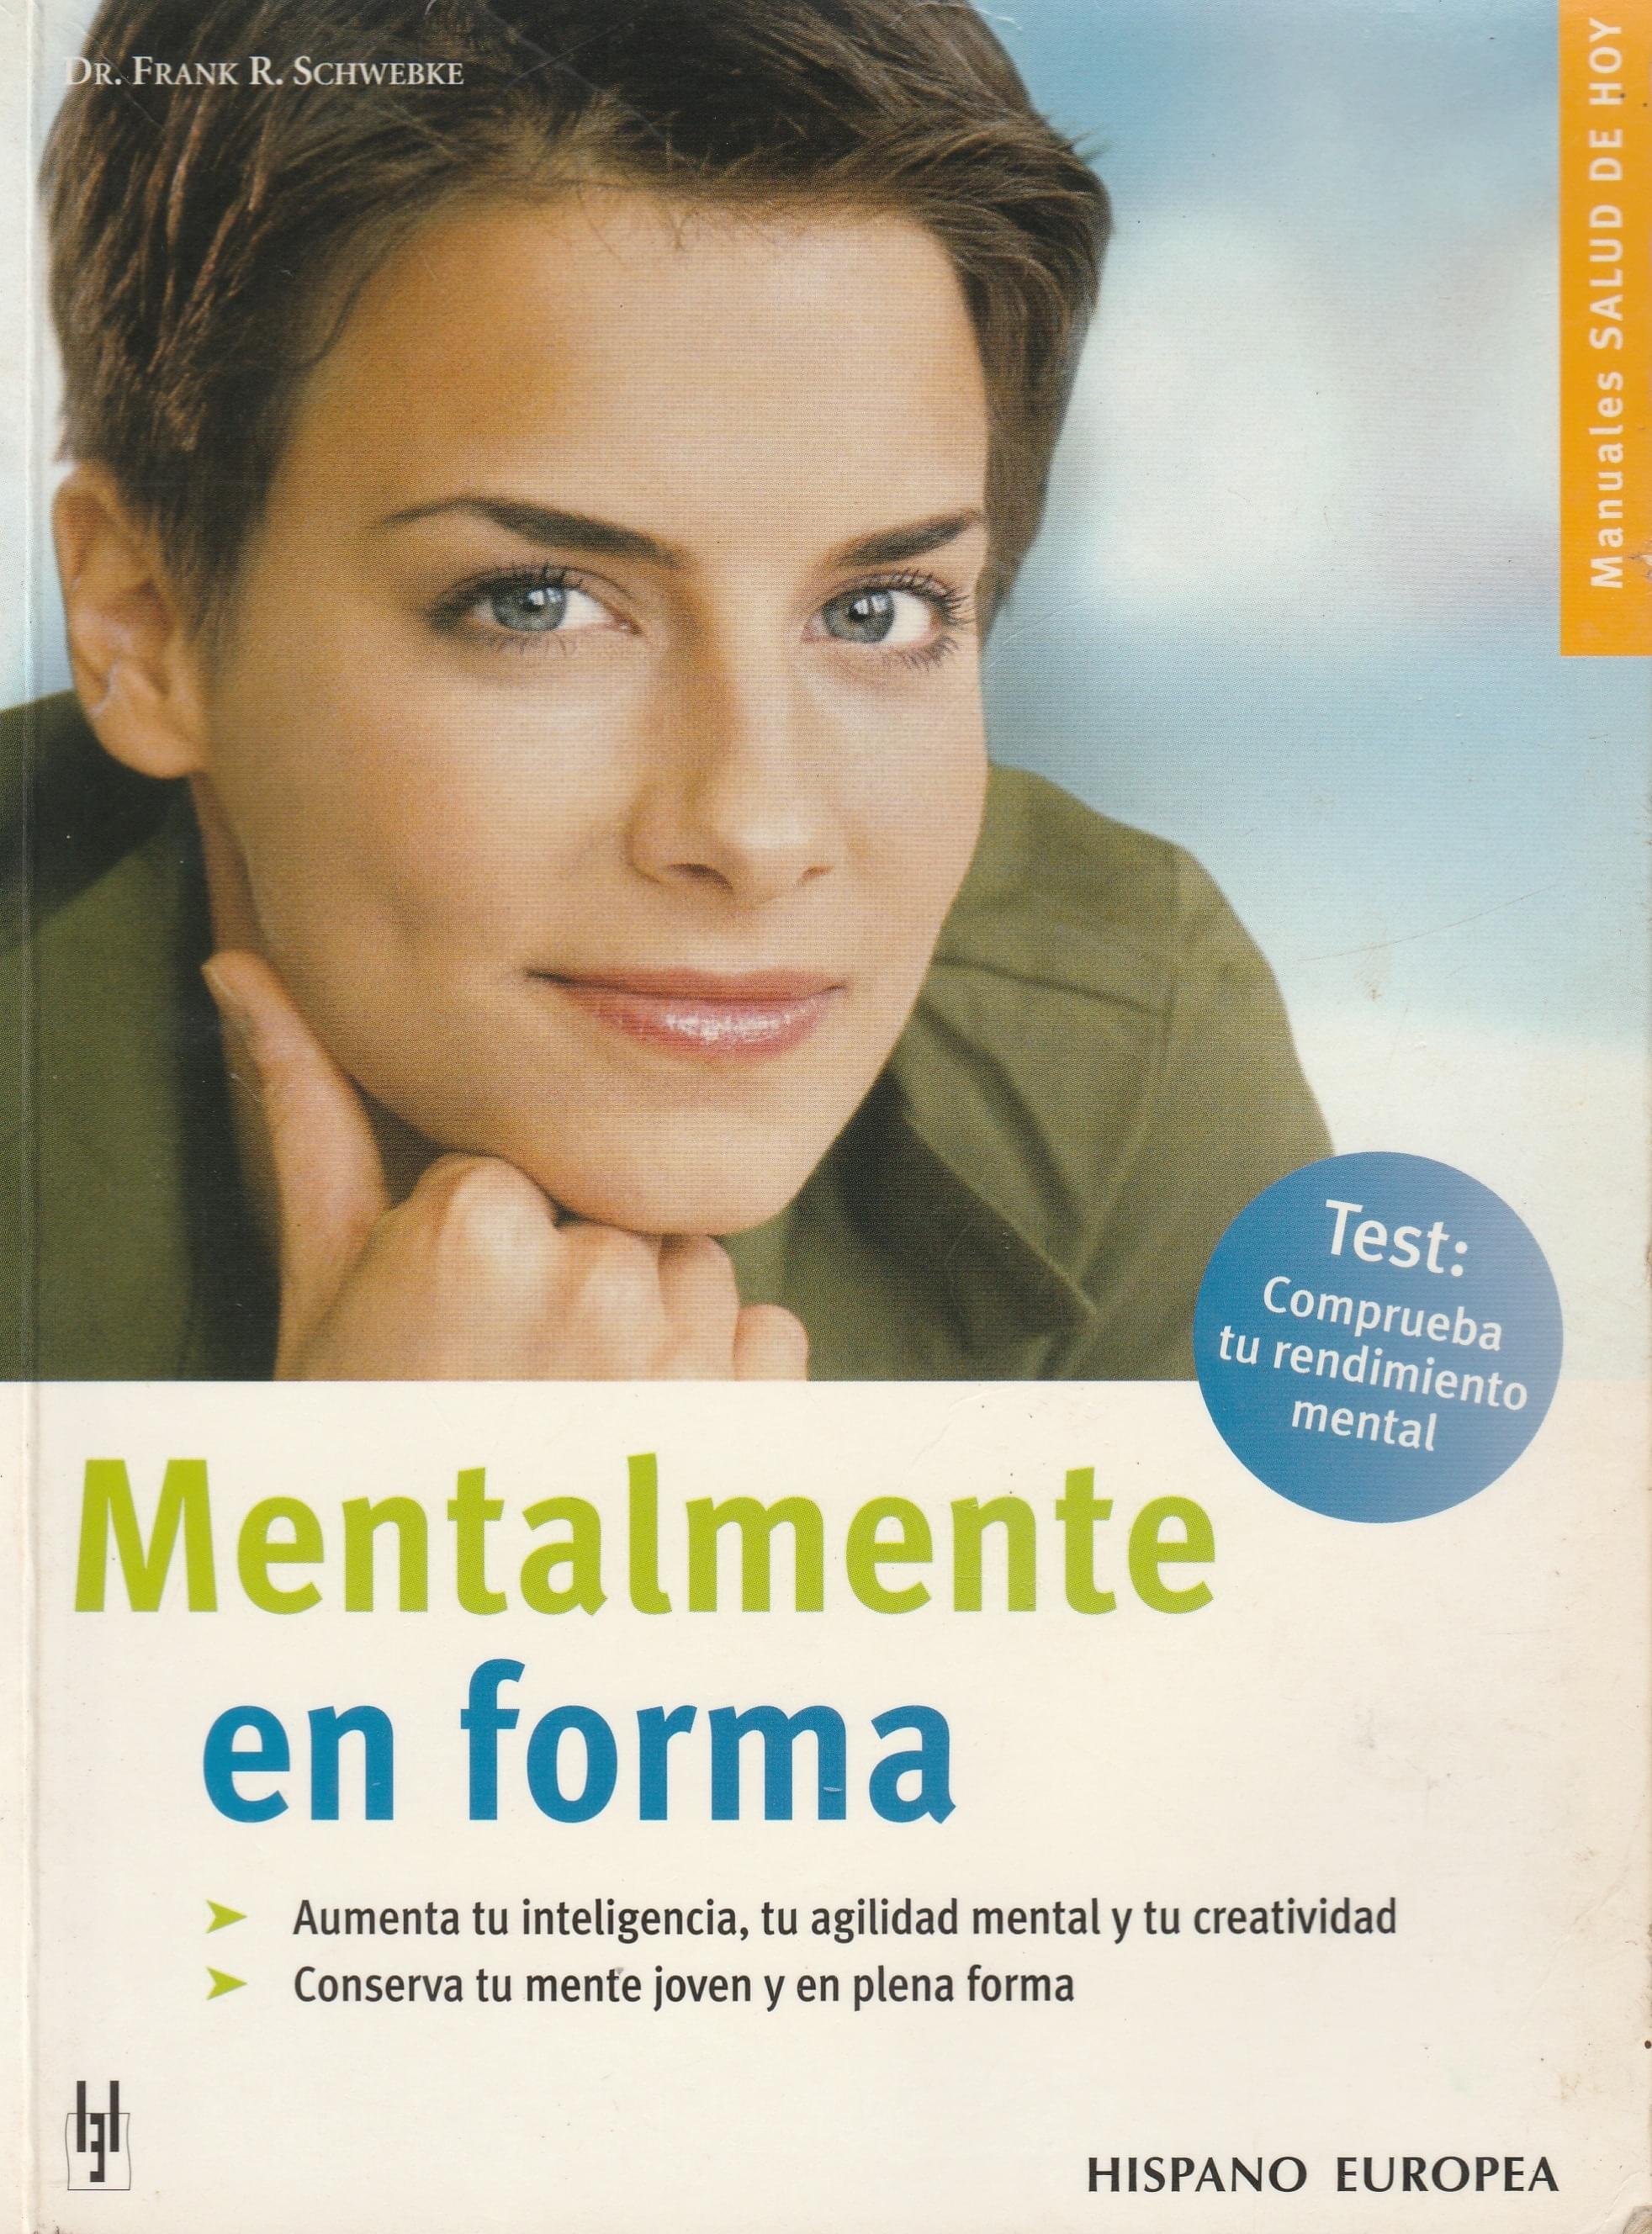 DR. FRANK R. SCHWEBKE
Manuales SALUD DE HOY
Test:
Comprueba
tu rendimiento
mental
Mentalmente
en forma
➤ Aumenta tu inteligencia, tu agilidad mental y tu creatividad
➤ Conserva tu mente joven y en plena forma
HISPANO EUROPEA